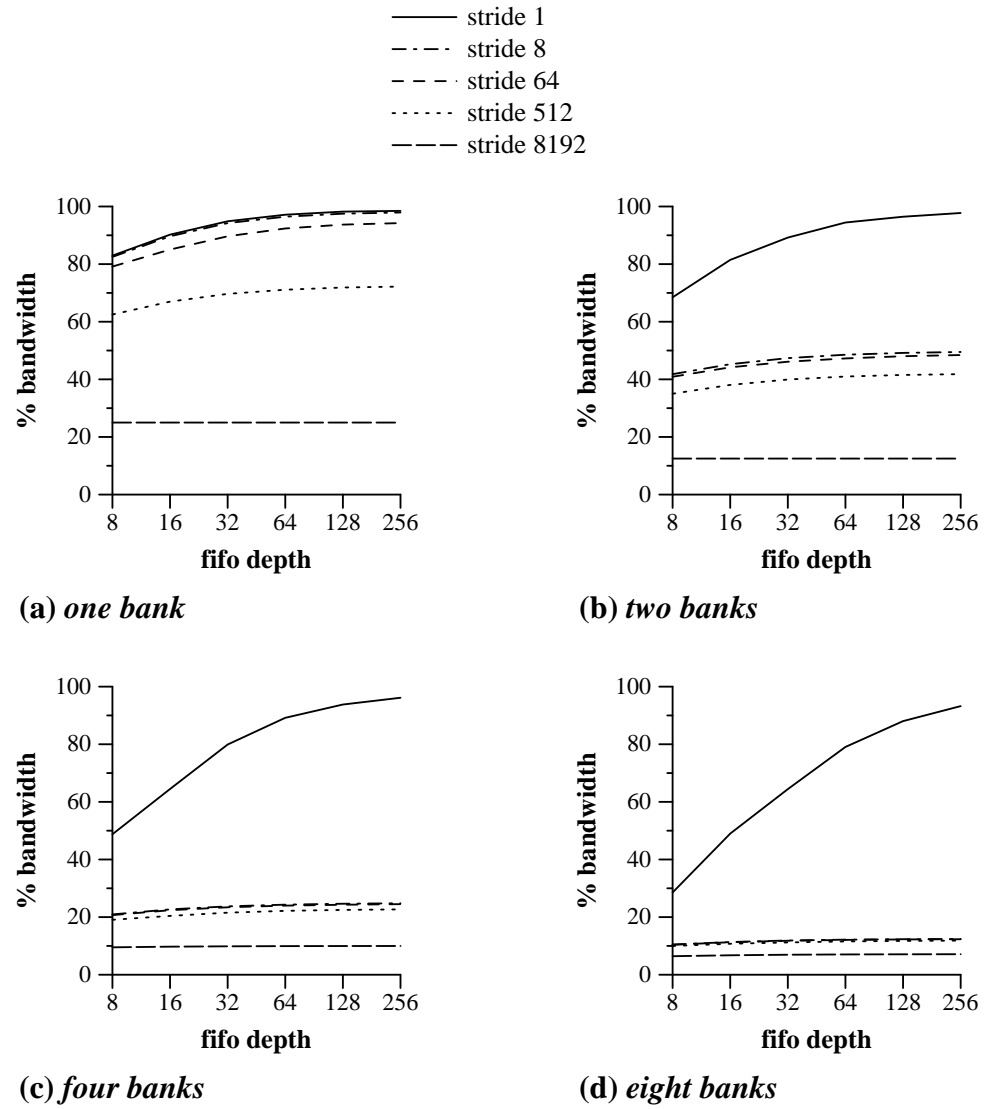 stride 1
stride 8
stride 64
stride 512
stride 8192
100
80
60
40
20
0
% bandwidth
8 16 32 64 128 256
fifo depth
(a) one bank
100
80
60
40
20
0
% bandwidth
8 16 32 64 128 256
fifo depth
(b) two banks
100
80
60
40
20
0
% bandwidth
8 16 32 64 128 256
fifo depth
(c) four banks
100
80
60
40
20
0
% bandwidth
8 16 32 64 128 256
fifo depth
(d) eight banks